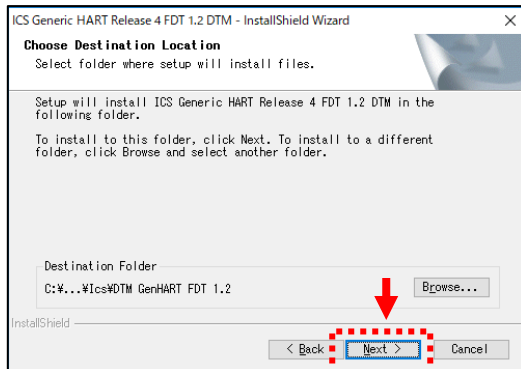 ICS Generic HART Release 4 FDT 1.2 DTM - InstallShield Wizard
Choose Destination Location
Select folder where setup will install files.
Setup will install ICS Generic HART Release 4 FDT 1.2 DTM in the
following folder.
To install to this folder, click Next. To install to a different
folder, click Browse and select another folder.
Destination Folder
C:¥...¥Ics¥DTM GenHART FDT 1.2
Browse...
InstallShield
< Back
Next >
Cancel